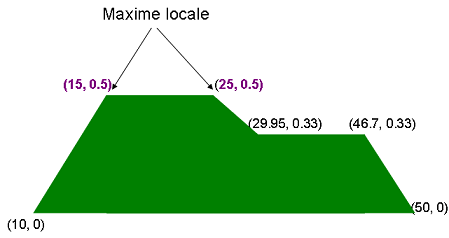 Maxime locale
(15, 0.5) (25, 0.5)
(29.95, 0.33) (46.7, 0.33)
(10, 0) (50, 0)